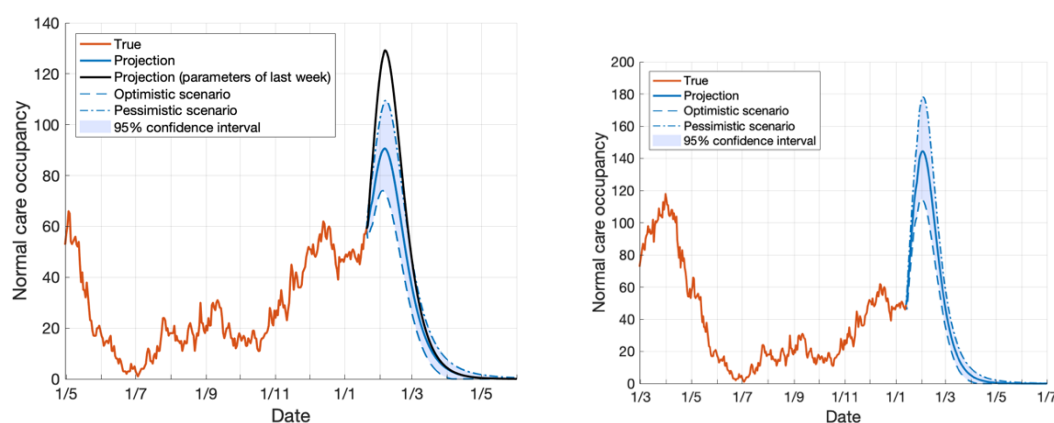 140
120
100
80
60
40
20
0
Normal care occupancy
True
Projection
Projection (parameters of last week)
Optimistic scenario
Pessimistic scenario
95% confidence interval
1/5 1/7 1/9 1/11 1/1 1/3 1/5
Date
200
180
160
140
120
100
80
60
40
20
0
Normal care occupancy
True
Projection
Optimistic scenario
Pessimistic scenario
95% confidence interval
1/3 1/5 1/7 1/9 1/11 1/1 1/3 1/5 1/7
Date